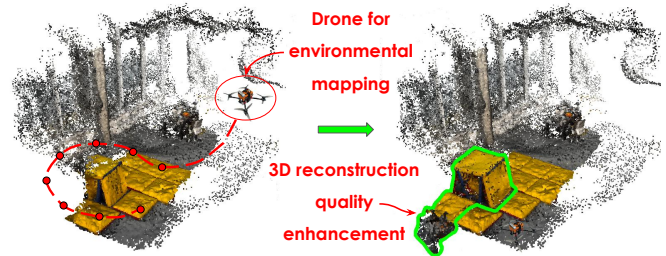 Drone for
environmental
mapping
3D reconstruction
quality
enhancement